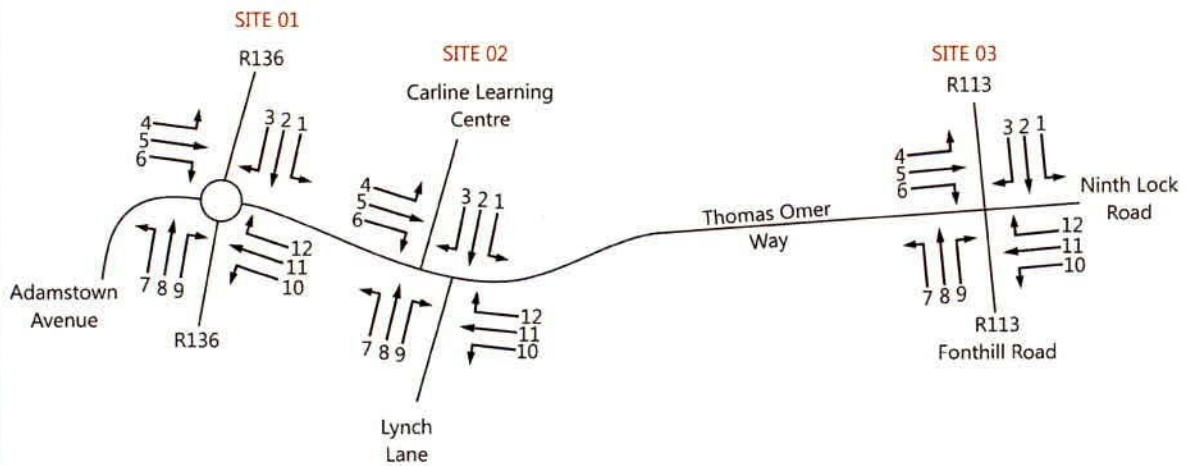 SITE 01
R136
3 2 1
4
5
6
12
11
10
7 8 9
Adamstown
Avenue
R136
SITE 02
Carline Learning
Centre
4
5
6
3 2 1
7 8 9
12
11
10
Lynch
Lane
Thomas Omer
Way
SITE 03
R113
3 2 1
4
5
6
Ninth Lock
Road
12
11
10
7 8 9
R113
Fonthill Road